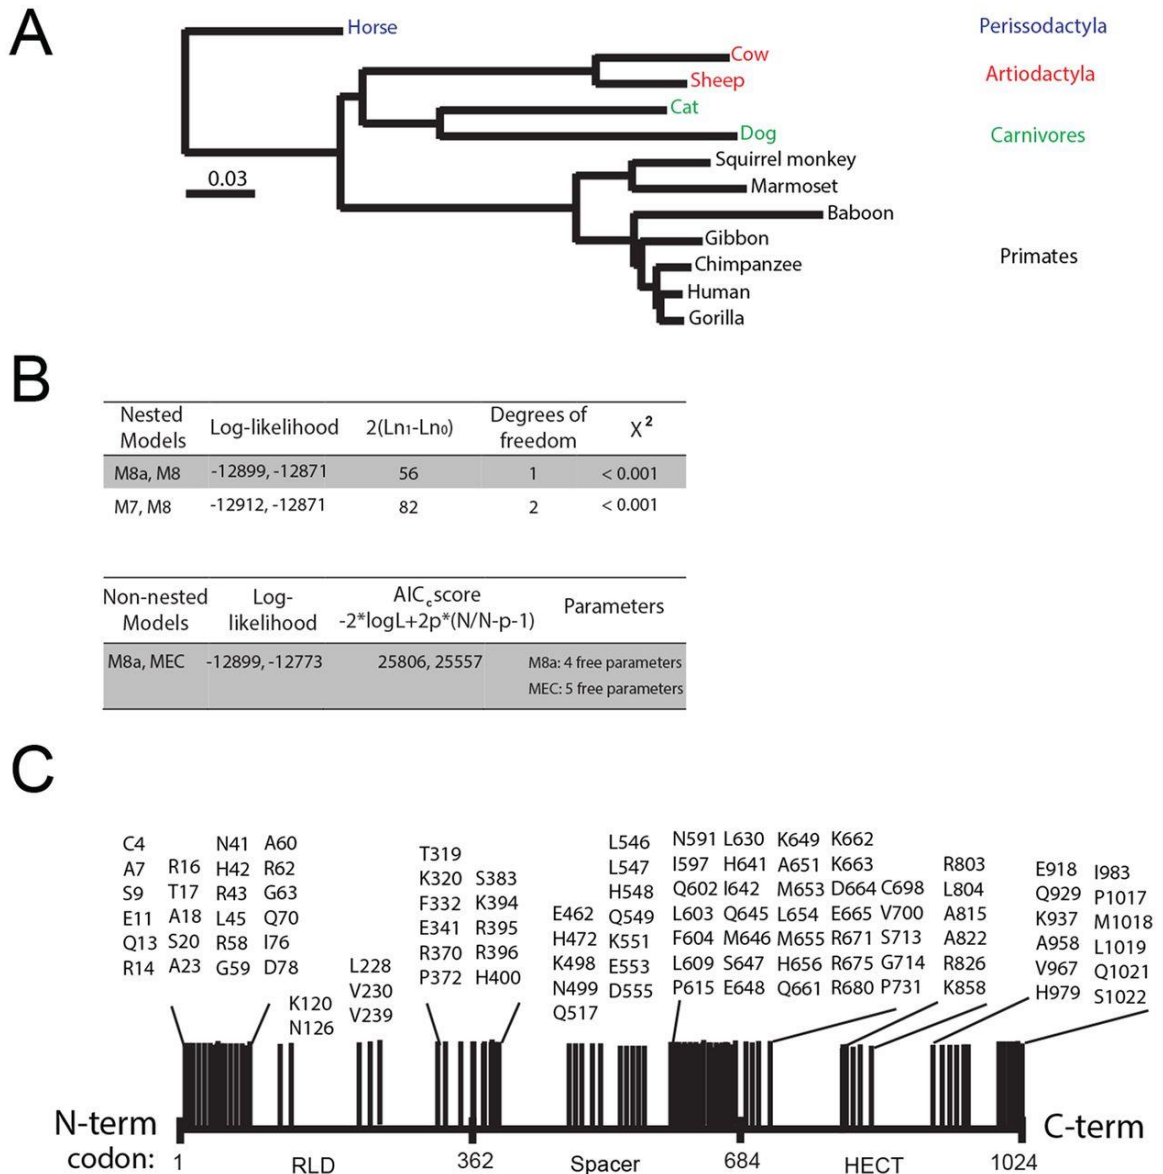 A
Horse
Perissodactyla
Cow
Artiodactyla
Sheep
Cat
Carnivores
Dog
Squirrel monkey
0.03
Marmoset
Baboon
Gibbon
Primates
Chimpanzee
Human
Gorilla
B
Nested Models Log-likelihood 2(Ln1-Ln0) Degrees of freedom X²
M8a, M8 -12899, -12871 56 1 < 0.001
M7, M8 -12912, -12871 82 2 < 0.001
Non-nested Models Log-likelihood AICc score -2*logL+2p*(N/N-p-1) Parameters
M8a, MEC -12899, -12773 25806, 25557 M8a: 4 free parameters
MEC: 5 free parameters
C
C4
A7
S9
E11
Q13
R14
R16
T17
A18
S20
A23
N41
H42
R43
L45
R58
G59
A60
R62
G63
Q70
I76
D78
K120
N126
L228
V230
V239
T319
K320
F332
E341
R370
P372
S383
K394
R395
R396
H400
E462
H472
K498
N499
Q517
L546
L547
H548
Q549
K551
E553
D555
N591
I597
Q602
L603
F604
L609
P615
L630
H641
I642
Q645
M646
S647
E648
K649
A651
M653
L654
M655
H656
Q661
K662
K663
D664
E665
R671
R675
R680
C698
V700
S713
G714
P731
R803
L804
A815
A822
R826
K858
E918
Q929
K937
A958
V967
H979
I983
P1017
M1018
L1019
Q1021
S1022
N-term
C-term
codon: 1 RLD 362 Spacer 684 HECT 1024